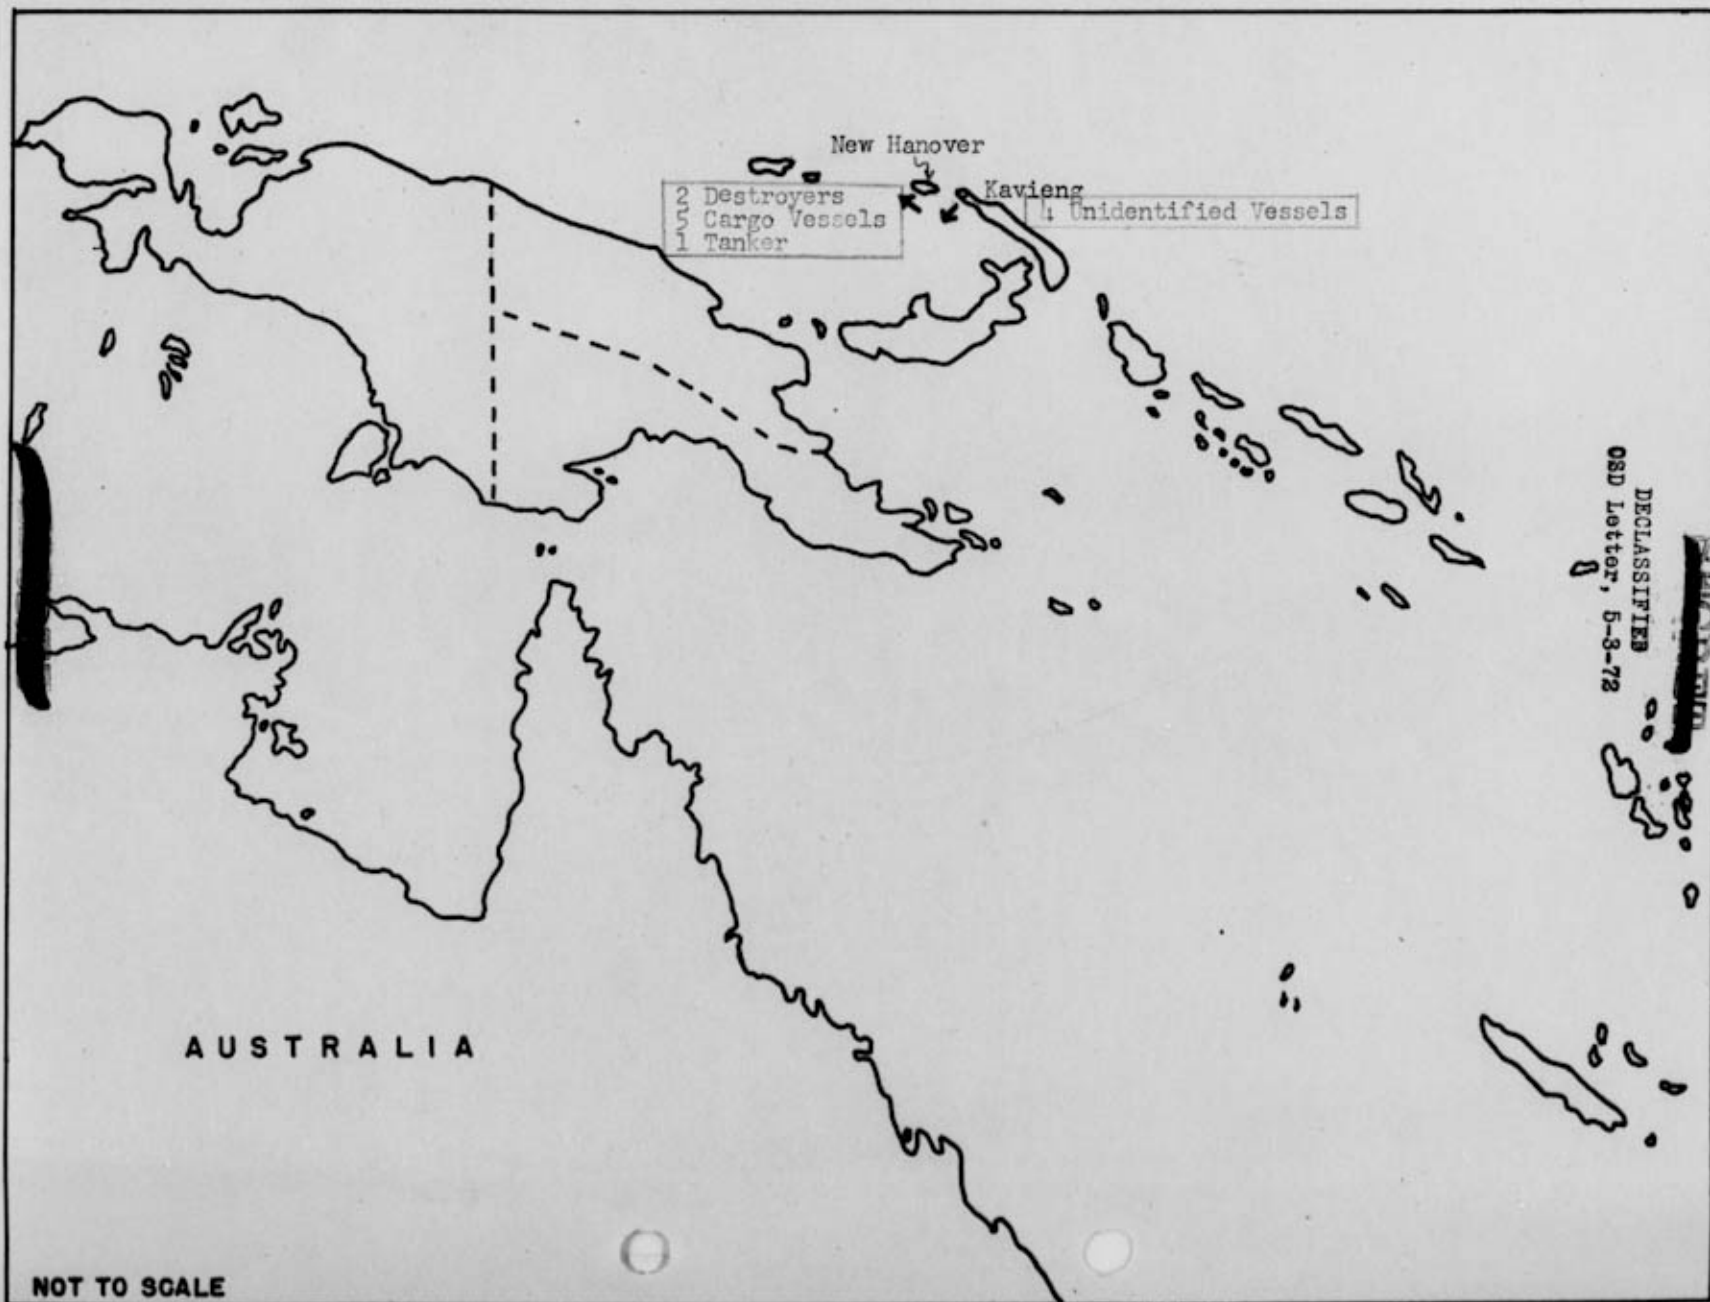 New Hanover
Kavieng
2 Destroyers
5 Cargo Vessels
1 Tanker
4 Unidentified Vessels
DECLASSIFIED
OSD Letter, 5-3-72
AUSTRALIA
NOT TO SCALE